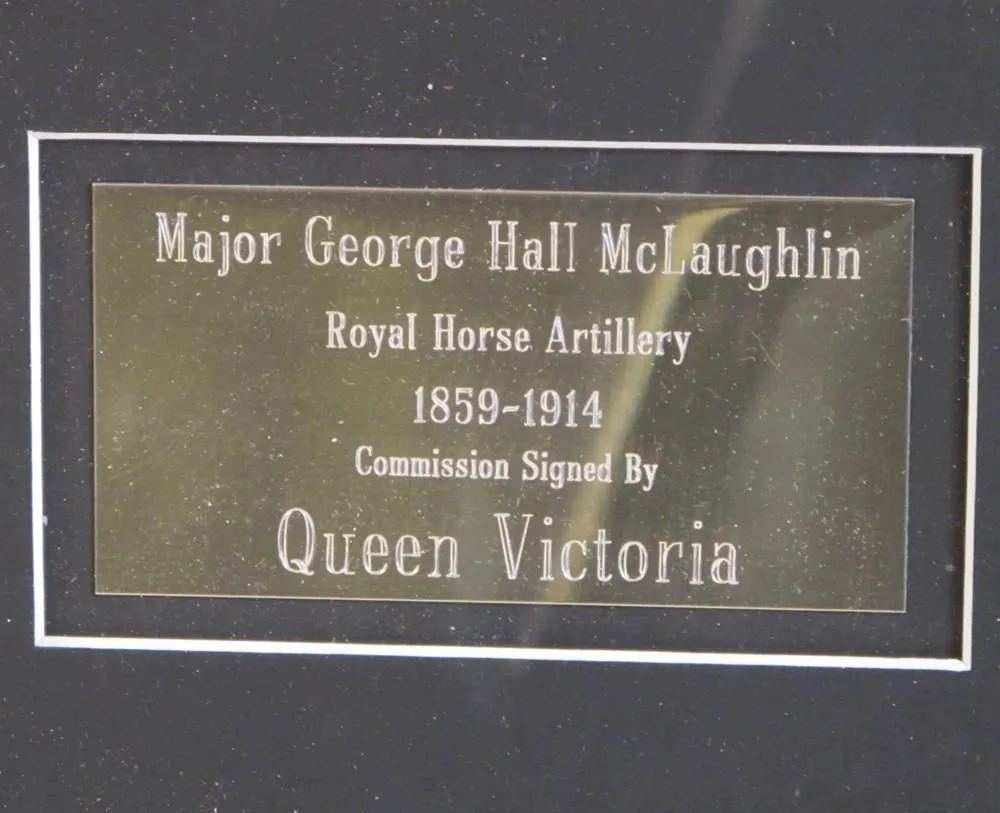 Major George Hall McLaughlin
Royal Horse Artillery
1859-1914
Commission Signed By
Queen Victoria